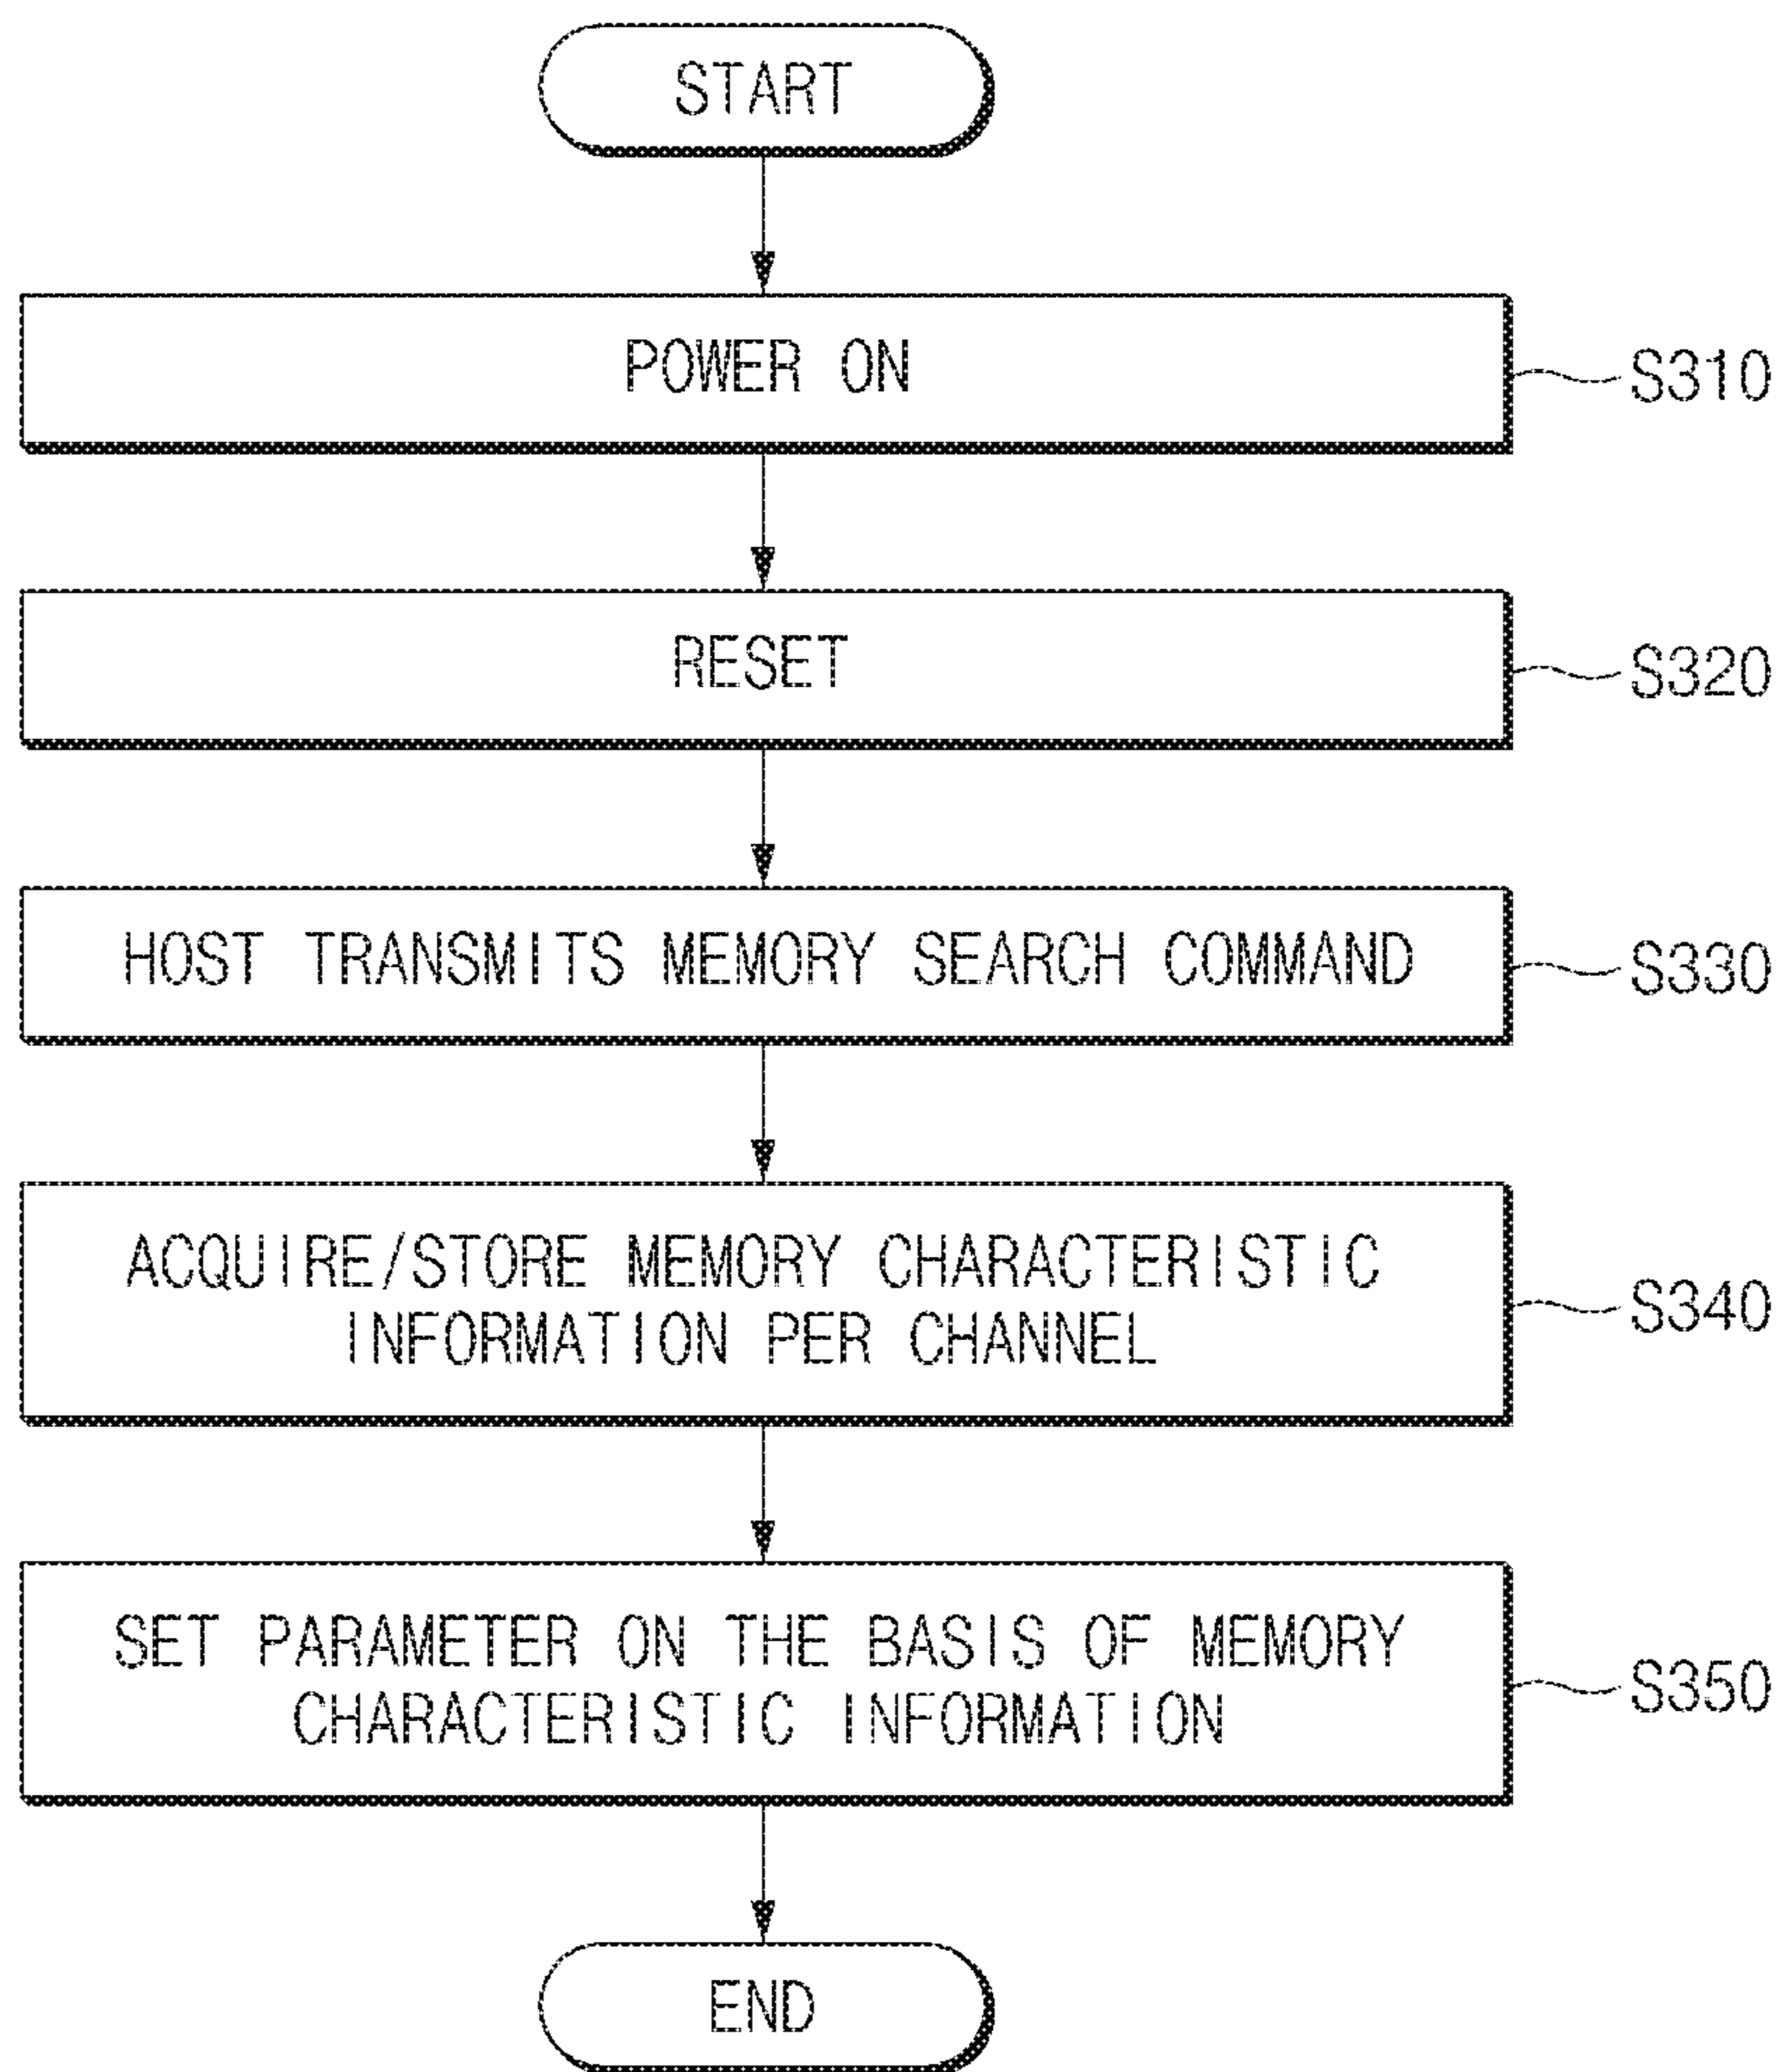 START
POWER ON
S310
RESET
S320
HOST TRANSMITS MEMORY SEARCH COMMAND
S330
ACQUIRE/STORE MEMORY CHARACTERISTIC
INFORMATION PER CHANNEL
S340
SET PARAMETER ON THE BASIS OF MEMORY
CHARACTERISTIC INFORMATION
S350
END